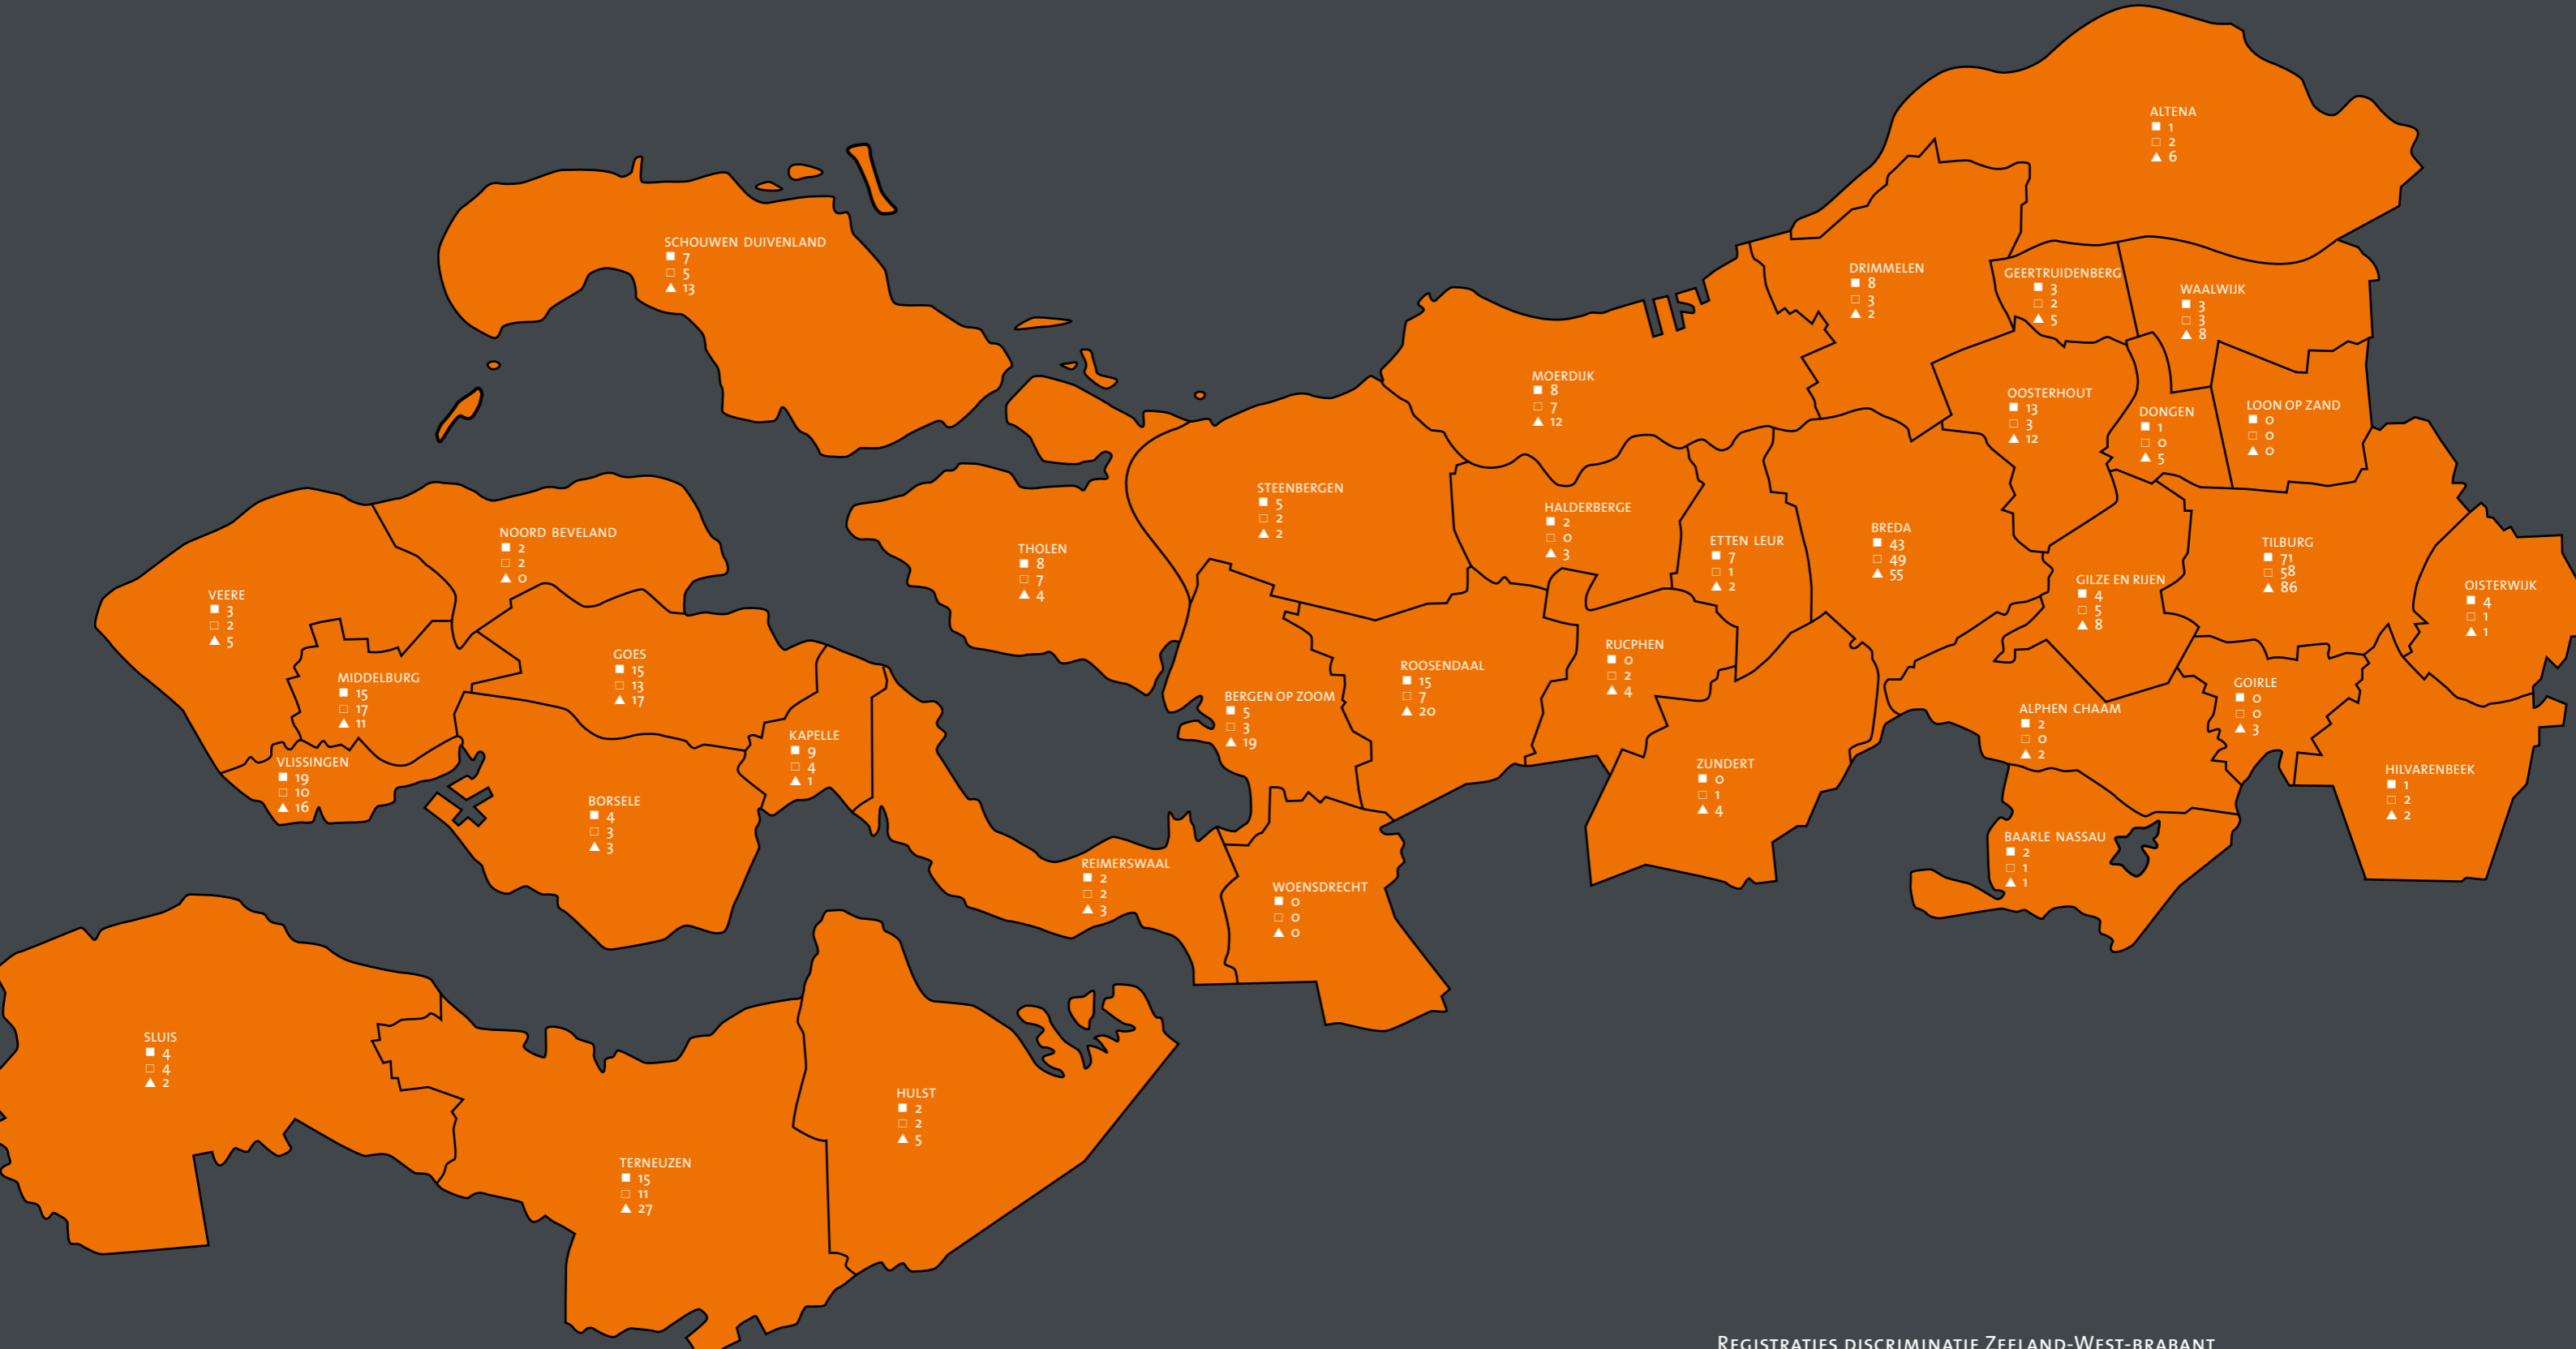 ALTENA
■ 1
□ 2
▲ 6
SCHOUWEN DUIVENLAND
■ 7
□ 5
▲ 13
DRIMMELEN
■ 8
□ 3
▲ 2
GEERTRUIDENBERG
■ 3
□ 2
▲ 5
WAALWIJK
■ 3
□ 3
▲ 8
MOERDIJK
■ 8
□ 7
▲ 12
OOSTERHOUT
■ 13
□ 3
▲ 12
DONGEN
■ 1
□ 0
▲ 5
LOON OP ZAND
■ 0
□ 0
▲ 0
STEENBERGEN
■ 5
□ 2
▲ 2
HALDERBERGE
■ 2
□ 0
▲ 3
NOORD BEVELAND
■ 2
□ 2
▲ 0
THOLEN
■ 8
□ 7
▲ 4
ETTEN LEUR
■ 7
□ 1
▲ 2
BREDA
■ 43
□ 49
▲ 55
TILBURG
■ 71
□ 58
▲ 86
GILZE EN RIJEN
■ 4
□ 5
▲ 8
OISTERWIJK
■ 4
□ 1
▲ 1
VEERE
■ 3
□ 2
▲ 5
GOES
■ 15
□ 13
▲ 17
MIDDELBURG
■ 15
□ 17
▲ 11
RUCPHEN
■ 0
□ 2
▲ 4
ROOSENDAAL
■ 15
□ 7
▲ 20
BERGEN OP ZOOM
■ 5
□ 3
▲ 19
GOIRLE
■ 0
□ 0
▲ 3
ALPHEN CHAAM
■ 2
□ 0
▲ 2
KAPELLE
■ 9
□ 4
▲ 1
VLISSINGEN
■ 19
□ 10
▲ 16
ZUNDERT
■ 0
□ 1
▲ 4
HILVARENBEEK
■ 1
□ 2
▲ 2
BORSELE
■ 4
□ 3
▲ 3
BAARLE NASSAU
■ 2
□ 1
▲ 1
REIMERSWAAL
■ 2
□ 2
▲ 3
WOENSDRECHT
■ 0
□ 0
▲ 0
SLUIS
■ 4
□ 4
▲ 2
HULST
■ 2
□ 2
▲ 5
TERNEUZEN
■ 15
□ 11
▲ 27
REGISTRATIES DISCRIMINATIE ZEELAND-WEST-BRABANT